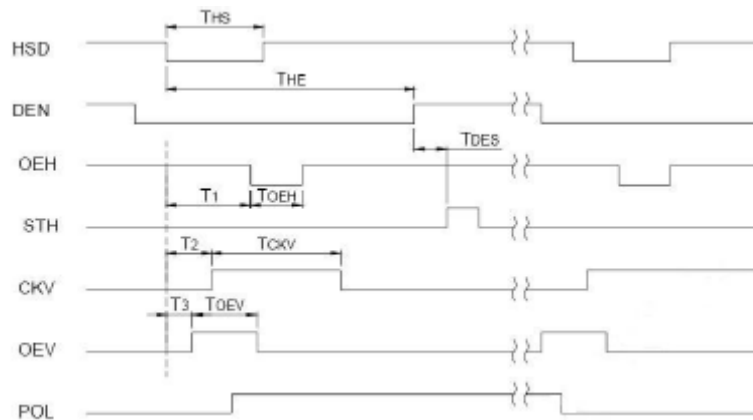 THS
HSD
THE
DEN
TDES
OEH
T1 TOEH
STH
T2 TCKV
CKV
T3 TOEV
OEV
POL